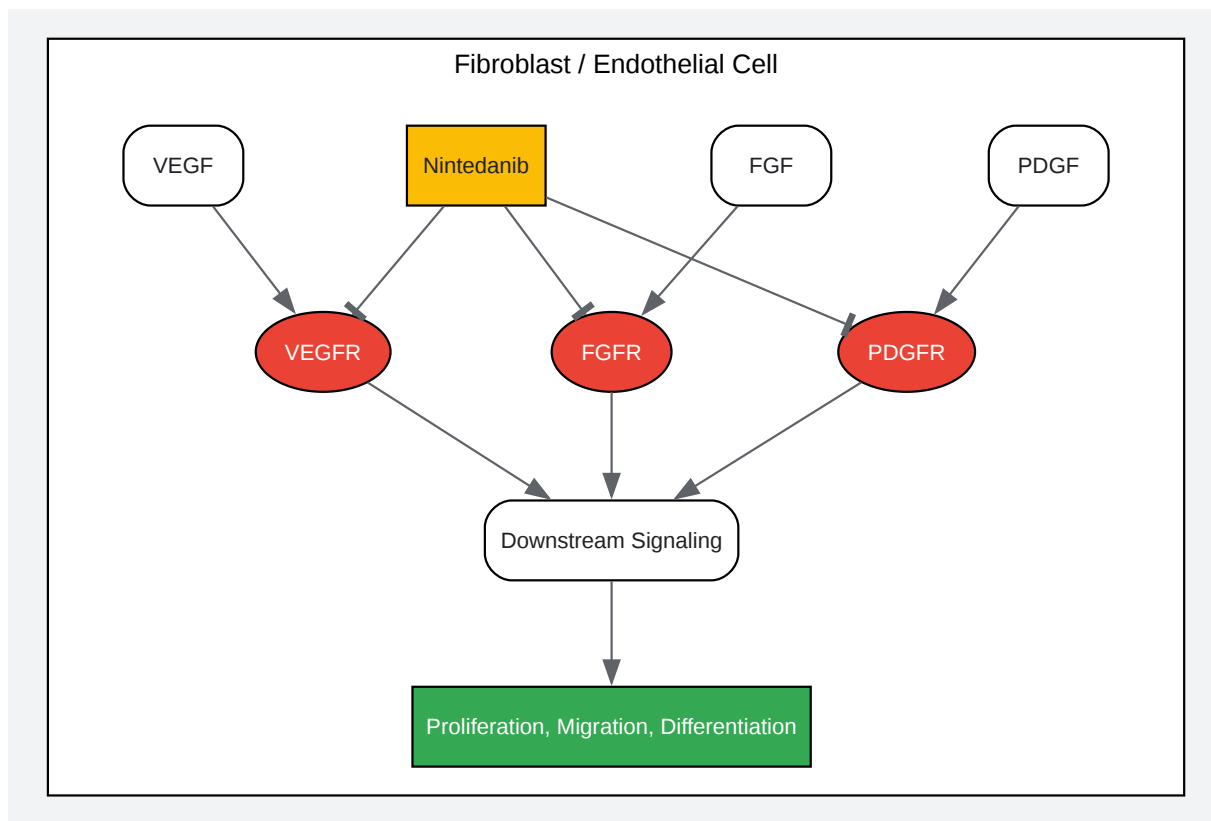 Fibroblast / Endothelial Cell
VEGF
Nintedanib
FGF
PDGF
VEGFR
FGFR
PDGFR
Downstream Signaling
Proliferation, Migration, Differentiation